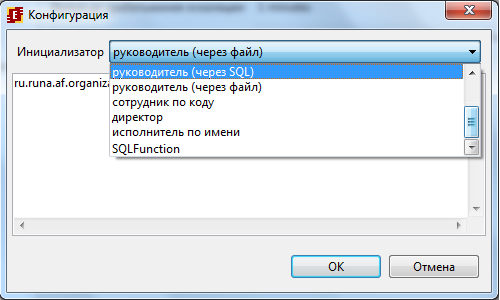 Конфигурация
Инициализатор руководитель (через файл)
руководитель (через SQL)
ru.runa.af.organiza руководитель (через файл)
сотрудник по коду
директор
исполнитель по имени
SQLFunction
OK Отмена